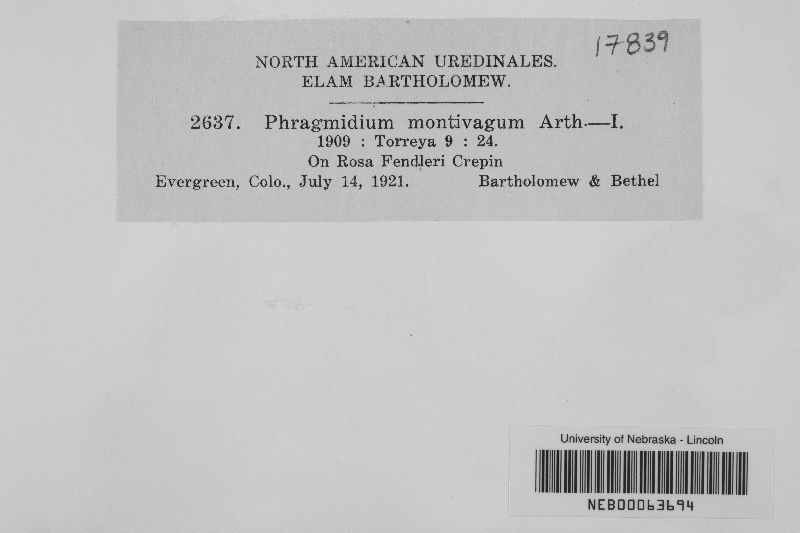 17839
NORTH AMERICAN UREDINALES.
ELAM BARTHOLOMEW.
2637. Phragmidium montivagum Arth.—I.
1909 : Torreya 9 : 24.
On Rosa Fendleri Crepin
Evergreen, Colo., July 14, 1921. Bartholomew & Bethel
University of Nebraska - Lincoln
NEB00063694